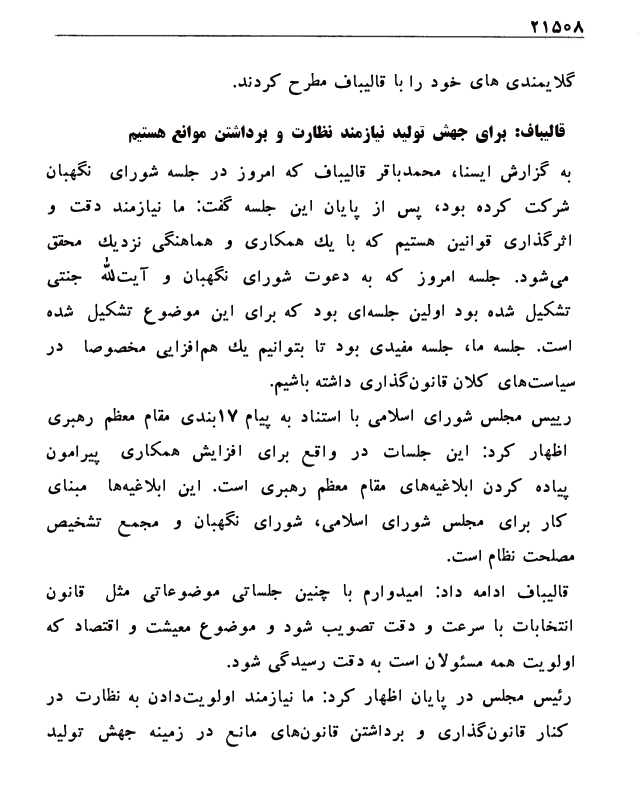 ۲۱۵۰۸
گلایمندی های خود را با قالیباف مطرح کردند.
قالیباف: برای جهش تولید نیازمند نظارت و برداشتن موانع هستیم
به گزارش ایسنا، محمدباقر قالیباف که امروز در جلسه شورای نگهبان
شرکت کرده بود، پس از پایان این جلسه گفت: ما نیازمند دقت و
اثرگذاری قوانین هستیم که با یك همکاری و هماهنگی نزدیك محقق
می‌شود. جلسه امروز که به دعوت شورای نگهبان و آیت‌الله جنتی
تشکیل شده بود اولین جلسه‌ای بود که برای این موضوع تشکیل شده
است. جلسه ما، جلسه مفیدی بود تا بتوانیم یك هم‌افزایی مخصوصا در
سیاست‌های کلان قانون‌گذاری داشته باشیم.
رییس مجلس شورای اسلامی با استناد به پیام ۱۷بندی مقام معظم رهبری
اظهار کرد: این جلسات در واقع برای افزایش همکاری پیرامون
پیاده کردن ابلاغیه‌های مقام معظم رهبری است. این ابلاغیه‌ها مبنای
کار برای مجلس شورای اسلامی، شورای نگهبان و مجمع تشخیص
مصلحت نظام است.
قالیباف ادامه داد: امیدوارم با چنین جلساتی موضوعاتی مثل قانون
انتخابات با سرعت و دقت تصویب شود و موضوع معیشت و اقتصاد که
اولویت همه مسئولان است به دقت رسیدگی شود.
رئیس مجلس در پایان اظهار کرد: ما نیازمند اولویت‌دادن به نظارت در
کنار قانون‌گذاری و برداشتن قانون‌های مانع در زمینه جهش تولید